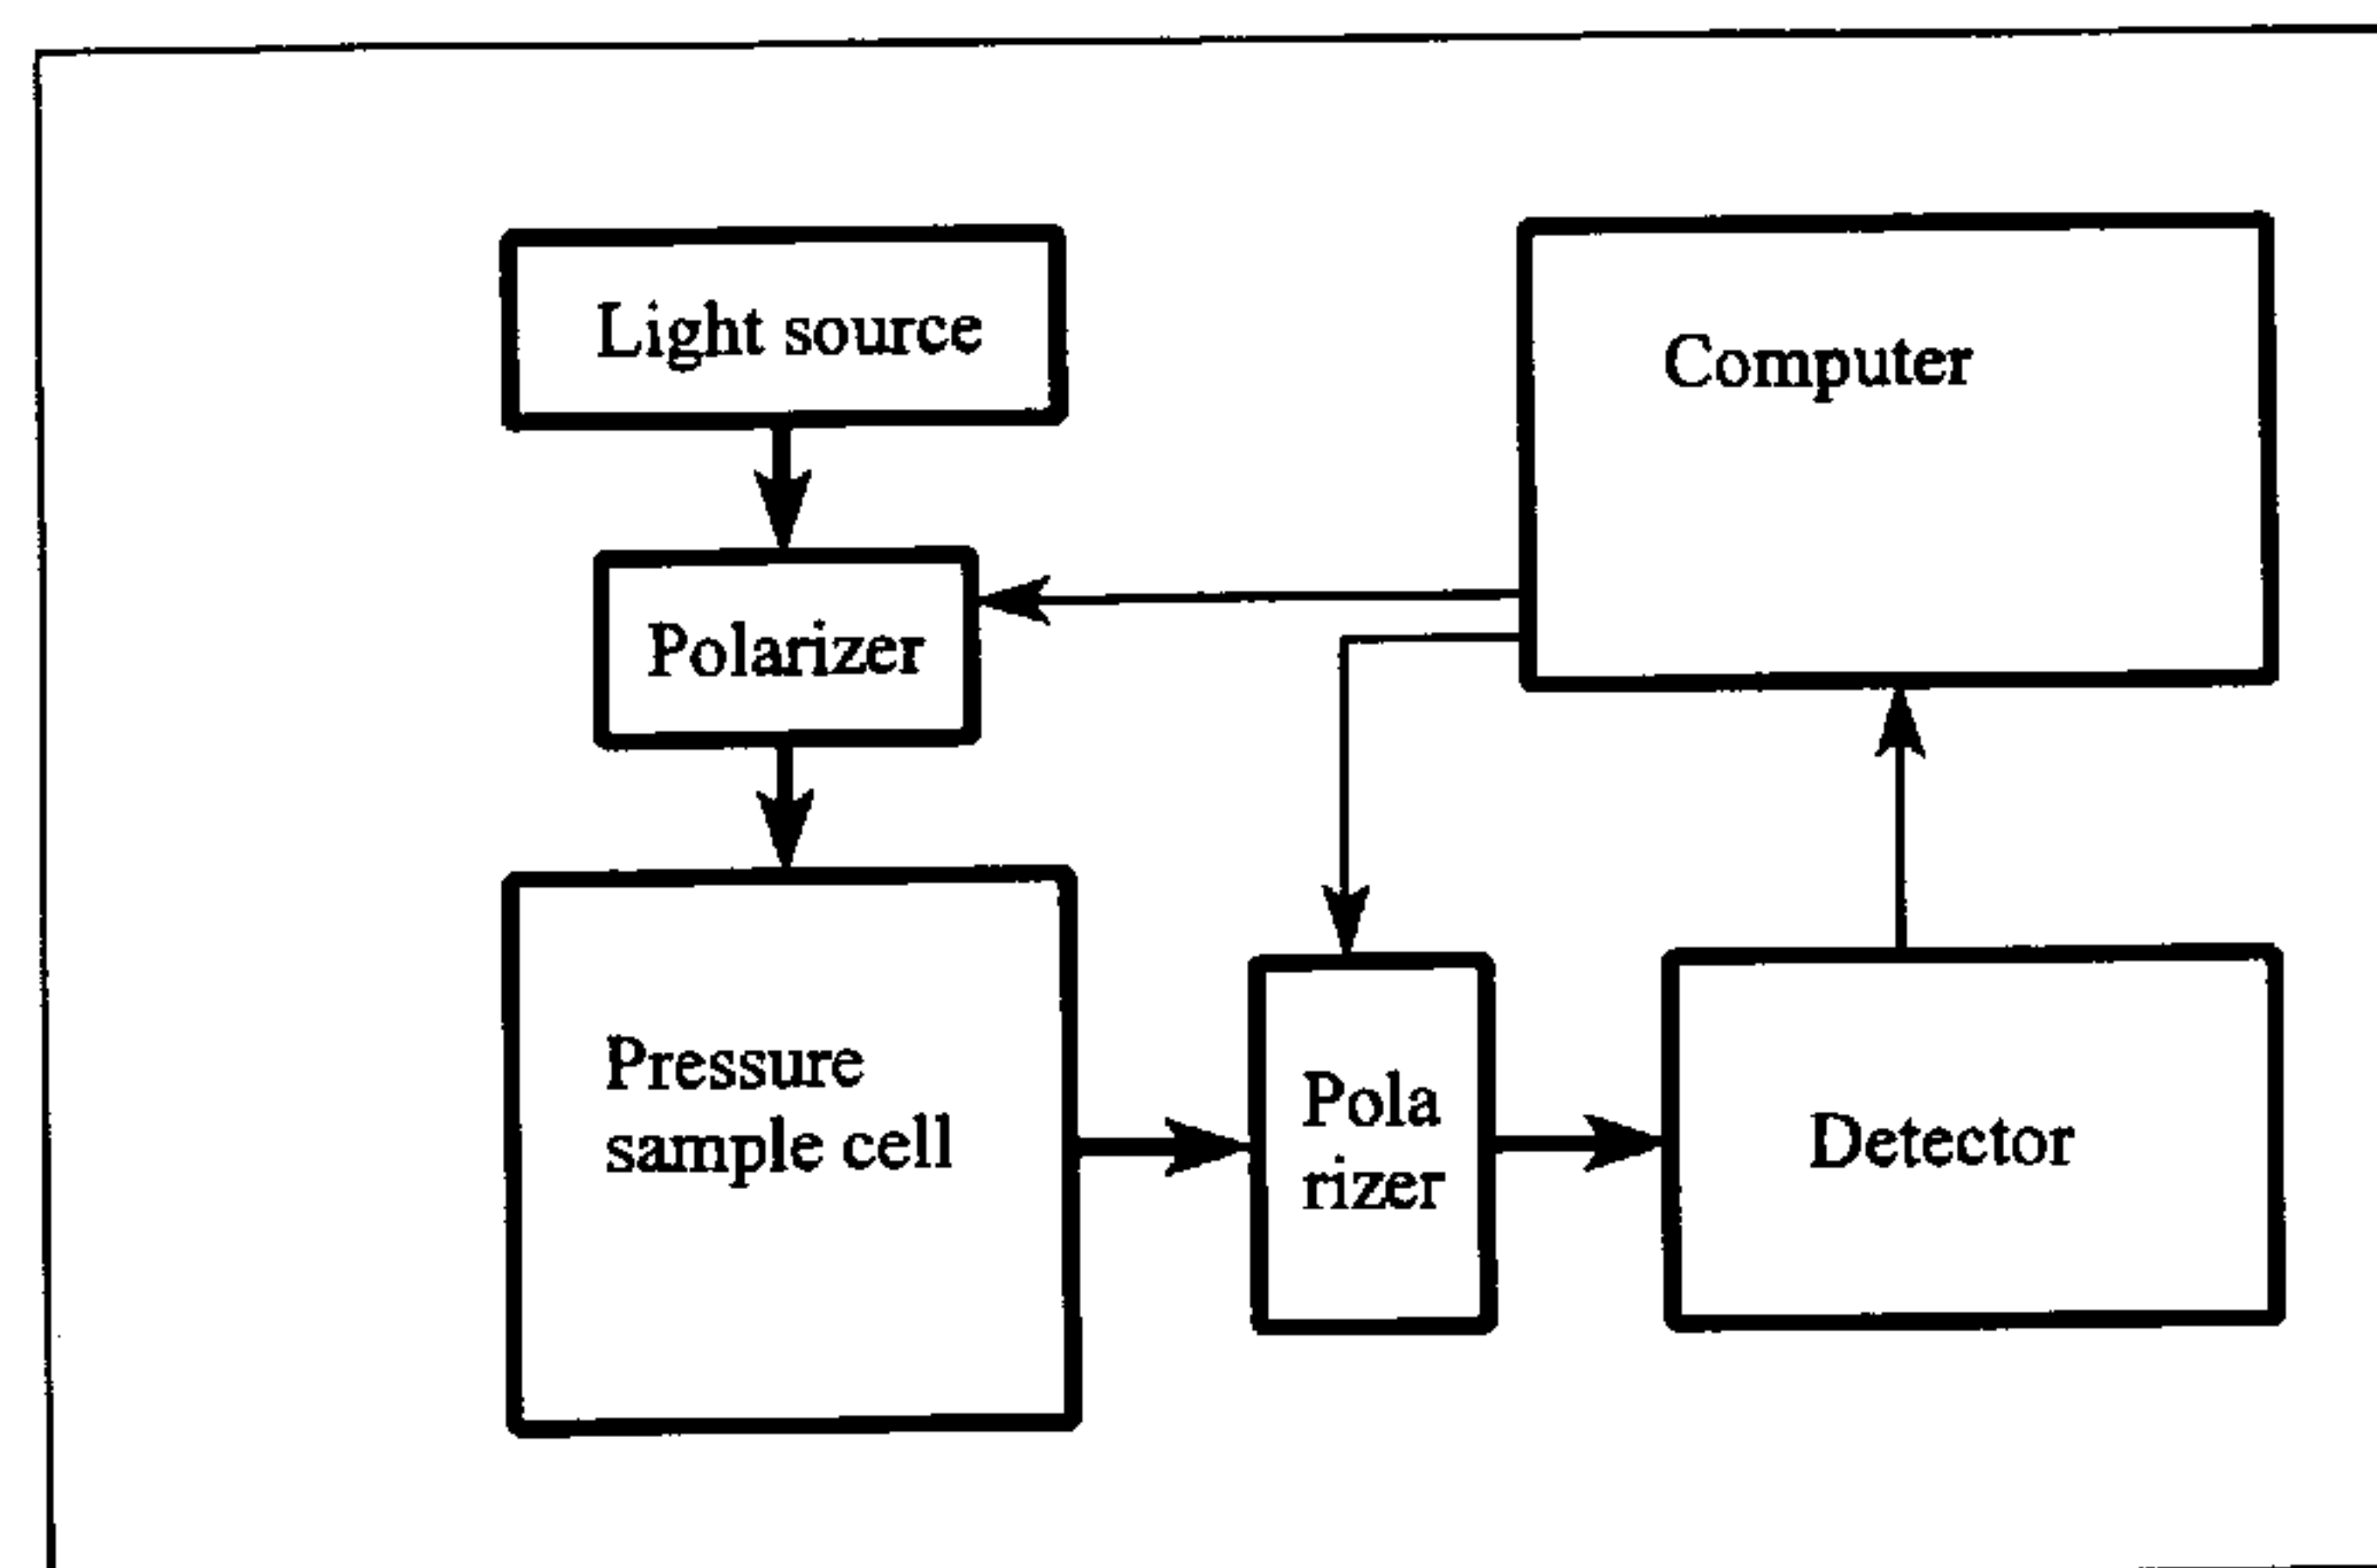 Light source
Computer
Polarizer
Pressure
sample cell
Pola
rizer
Detector